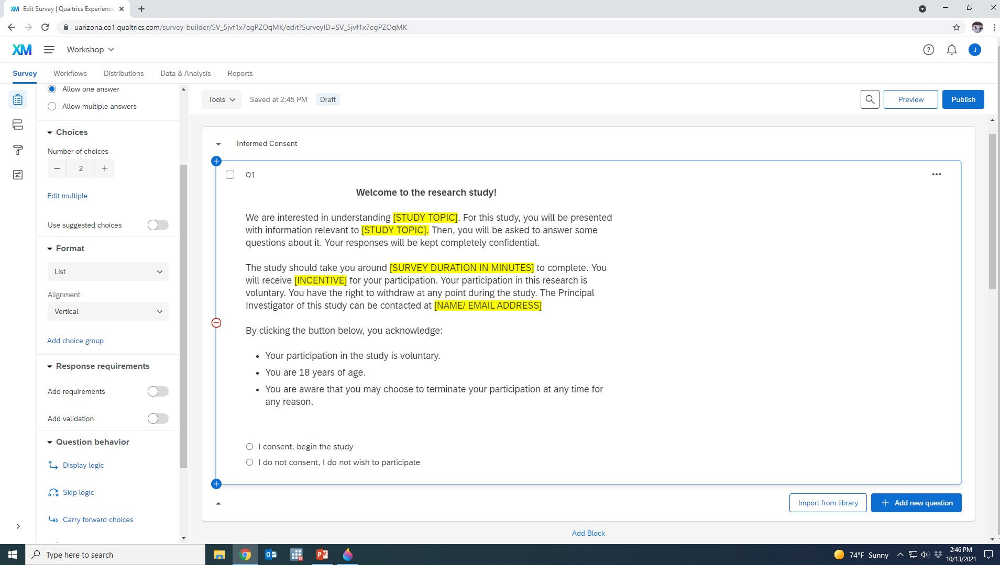 XM Edit Survey | Qualtrics Experience
uarizona.co1.qualtrics.com/survey-builder/SV_5jvf1x7egPZOqMK/edit?SurveyID=SV_5jvf1x7egPZOqMK
XM Workshop J
Survey Workflows Distributions Data & Analysis Reports
Allow one answer
Allow multiple answers
Choices
Number of choices
2
Edit multiple
Use suggested choices
Format
List
Alignment
Vertical
Add choice group
Response requirements
Add requirements
Add validation
Question behavior
Display logic
Skip logic
Carry forward choices
Tools Saved at 2:45 PM Draft Preview Publish
Informed Consent
Q1
Welcome to the research study!
We are interested in understanding [STUDY TOPIC]. For this study, you will be presented
with information relevant to [STUDY TOPIC]. Then, you will be asked to answer some
questions about it. Your responses will be kept completely confidential.
The study should take you around [SURVEY DURATION IN MINUTES] to complete. You
will receive [INCENTIVE] for your participation. Your participation in this research is
voluntary. You have the right to withdraw at any point during the study. The Principal
Investigator of this study can be contacted at [NAME/ EMAIL ADDRESS]
By clicking the button below, you acknowledge:
• Your participation in the study is voluntary.
• You are 18 years of age.
• You are aware that you may choose to terminate your participation at any time for
any reason.
I consent, begin the study
I do not consent, I do not wish to participate
Import from library + Add new question
Add Block
Type here to search
74°F Sunny
2:46 PM
10/13/2021